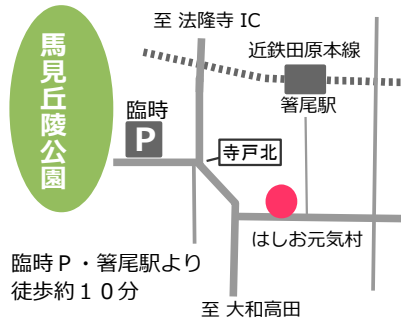 至 法隆寺 IC
近鉄田原本線
馬見丘陵公園
箸尾駅
臨時
P
寺戸北
はしお元気村
臨時P・箸尾駅より
徒歩約10分
至 大和高田